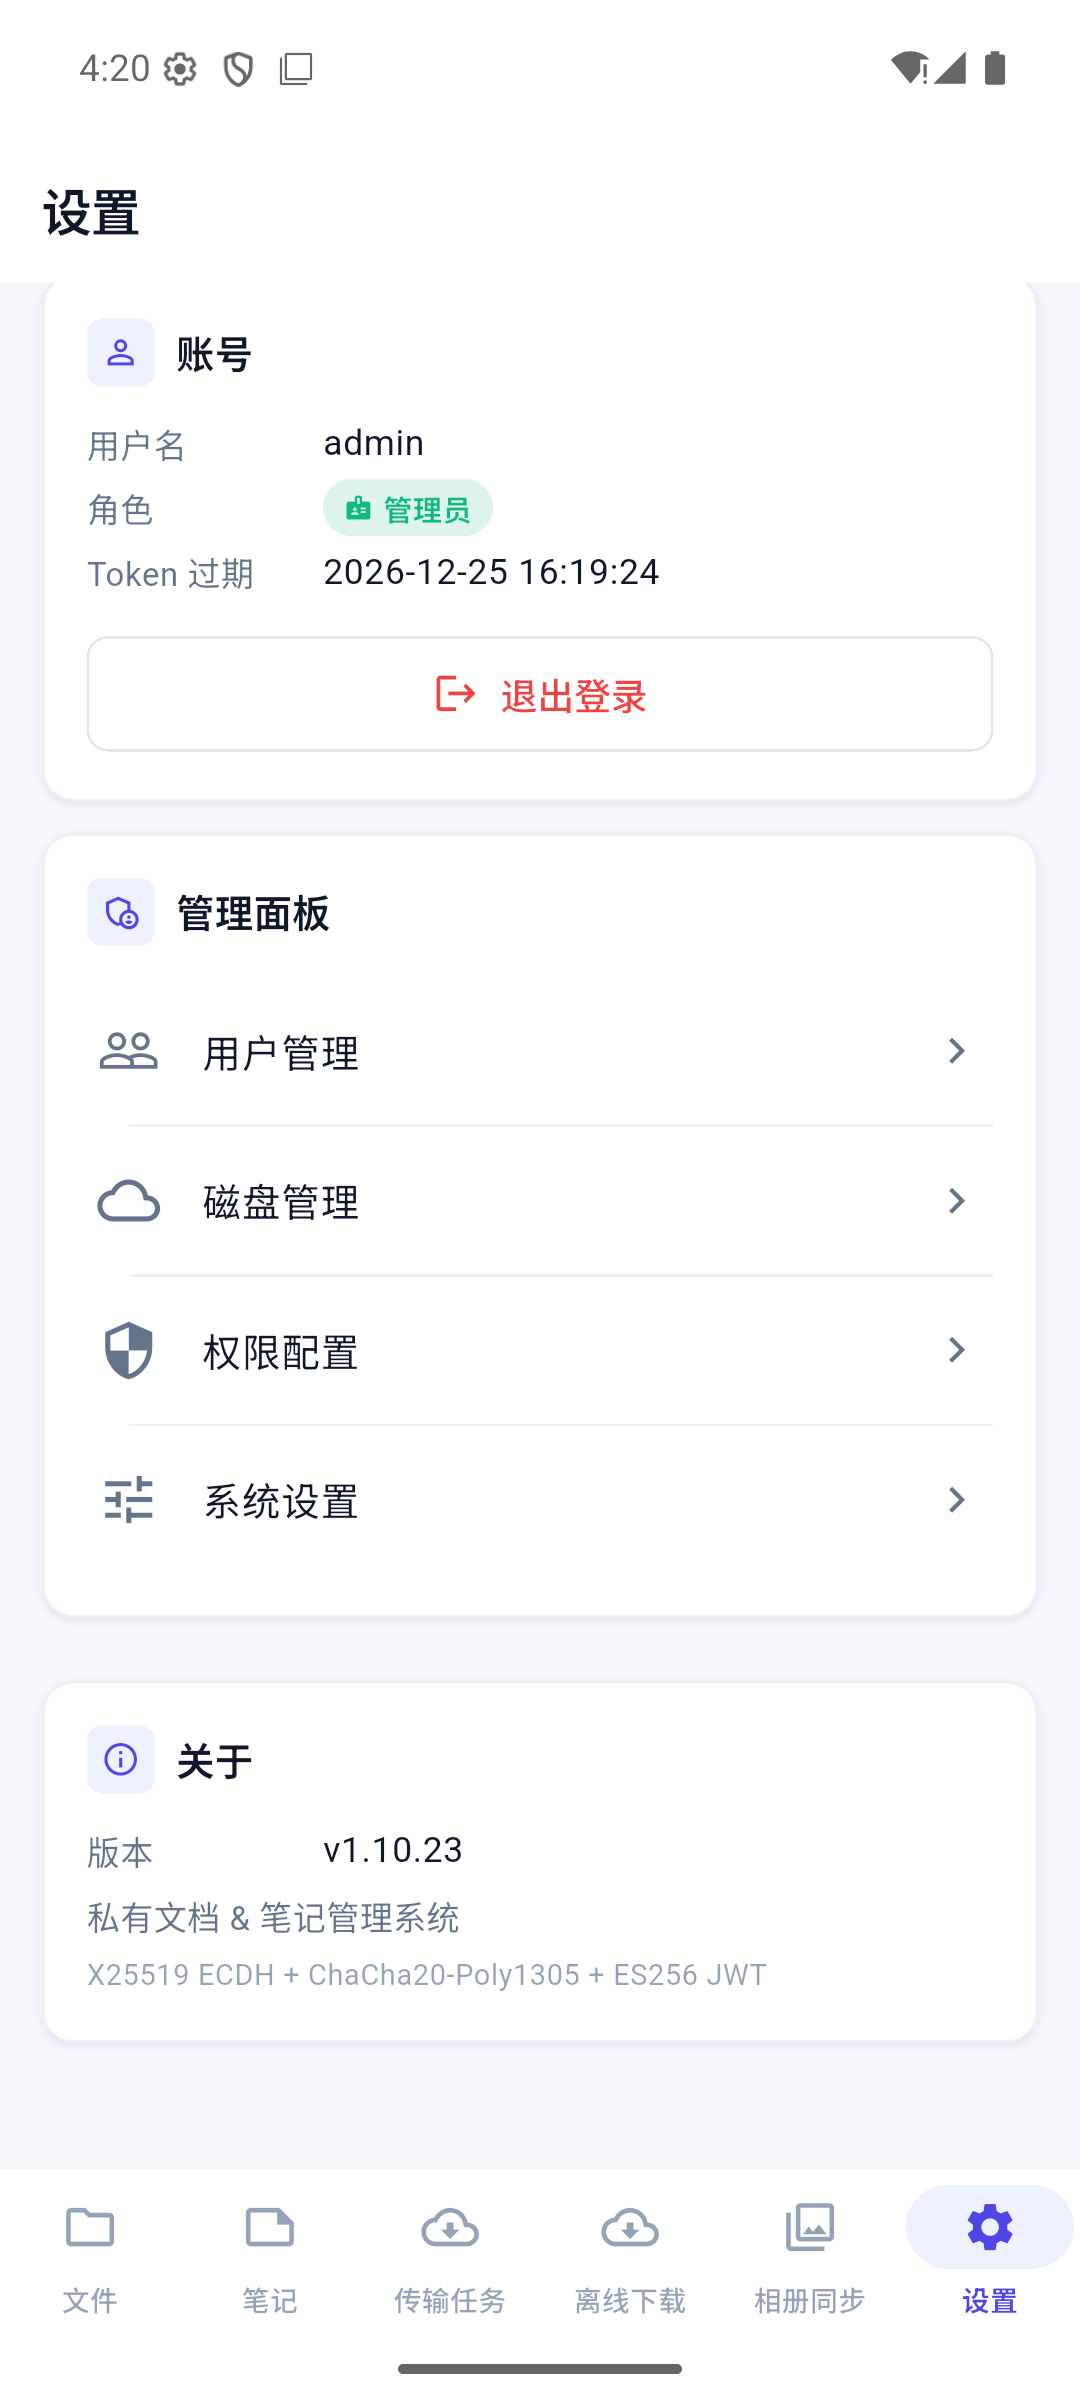 4:20
设置
账号
用户名 admin
角色 管理员
Token 过期 2026-12-25 16:19:24
退出登录
管理面板
用户管理
磁盘管理
权限配置
系统设置
关于
版本 v1.10.23
私有文档 & 笔记管理系统
X25519 ECDH + ChaCha20-Poly1305 + ES256 JWT
文件 笔记 传输任务 离线下载 相册同步 设置